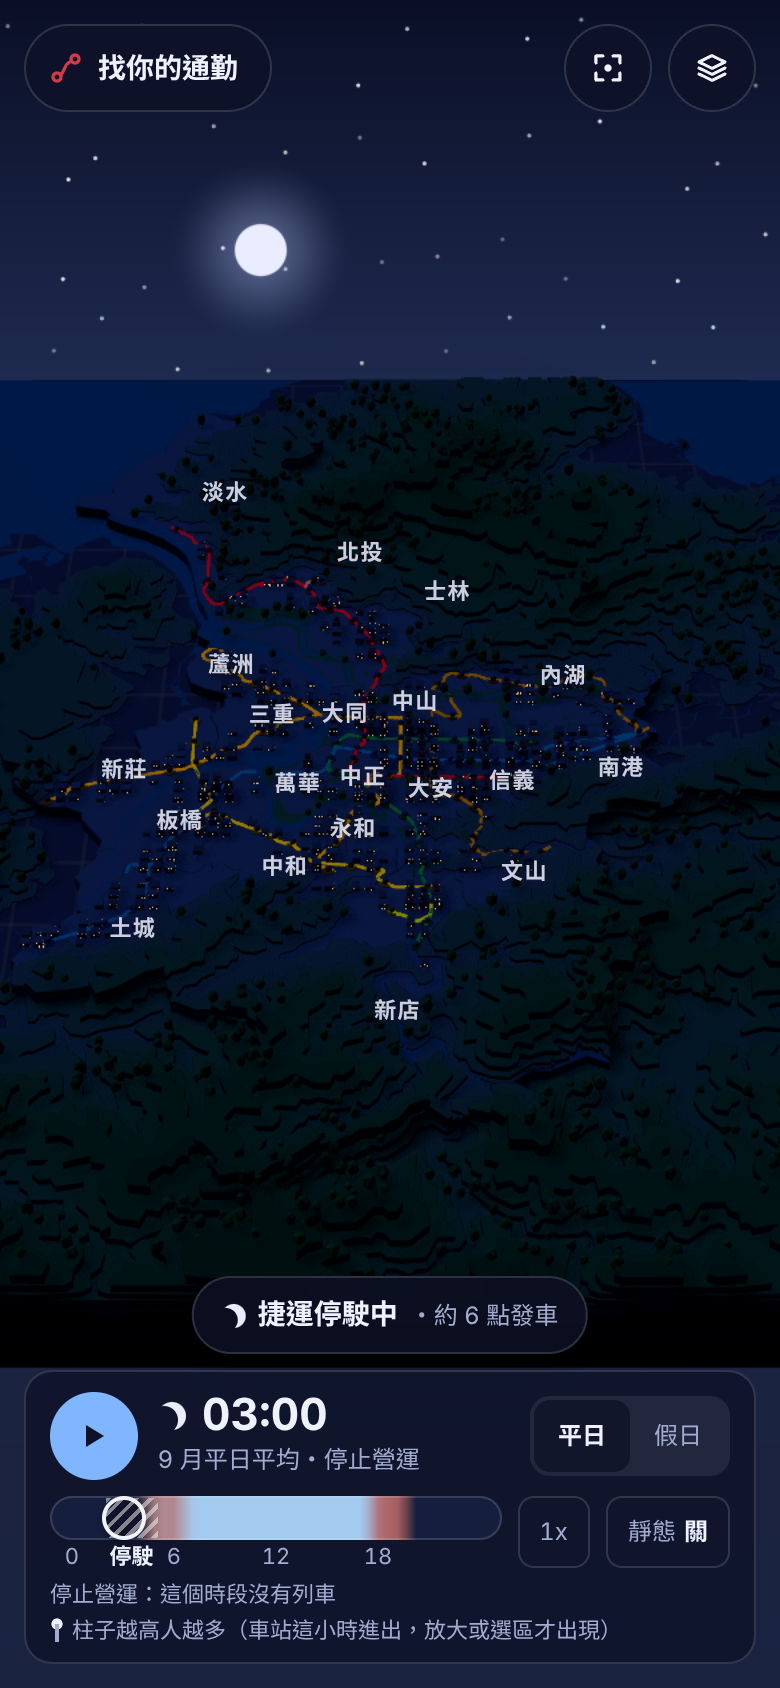 找你的通勤
淡水
北投
士林
蘆洲
內湖
三重
大同
中山
新莊
萬華
中正
大安
信義
南港
板橋
永和
中和
文山
土城
新店
捷運停駛中 ・約 6 點發車
03:00
9 月平日平均・停止營運
平日 假日
0 停駛 6 12 18
1x
靜態 關
停止營運：這個時段沒有列車
柱子越高人越多（車站這小時進出，放大或選區才出現）